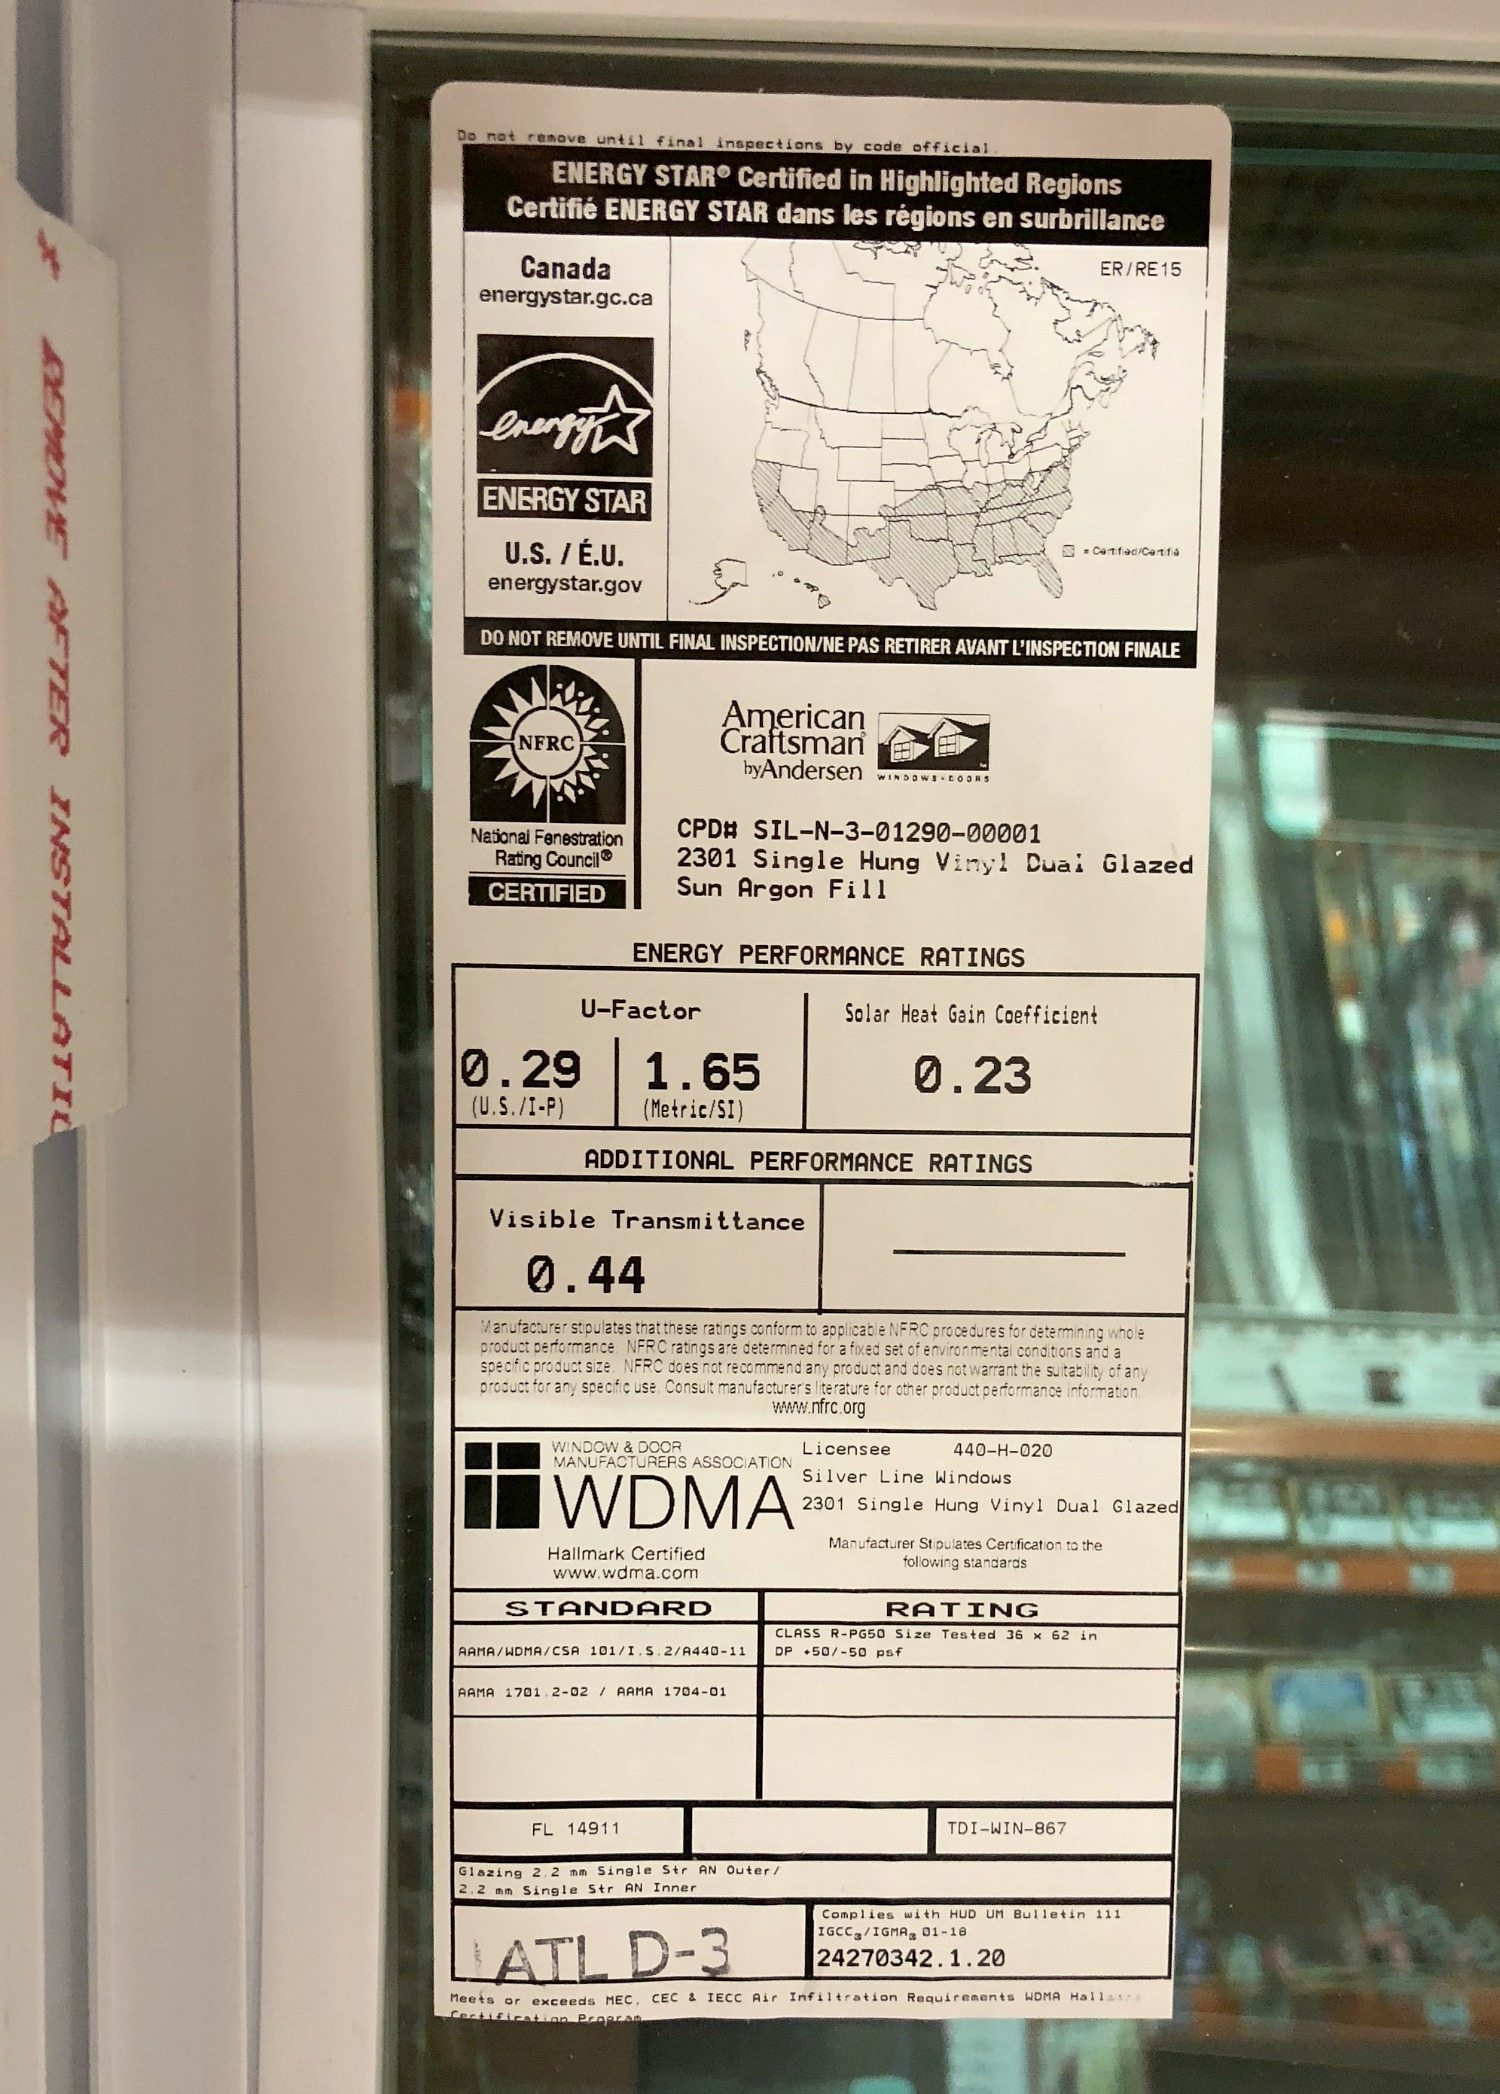 * REMOVE AFTER INSTALLATIO
Do not remove until final inspections by code official.
ENERGY STAR® Certified in Highlighted Regions
Certifié ENERGY STAR dans les régions en surbrillance
Canada
energystar.gc.ca
ER/RE15
energy
ENERGY STAR
U.S. / É.U.
energystar.gov
= Certified/Certifié
DO NOT REMOVE UNTIL FINAL INSPECTION/NE PAS RETIRER AVANT L'INSPECTION FINALE
NFRC
National Fenestration
Rating Council®
CERTIFIED
American
Craftsman®
by Andersen
WINDOWS•DOORS
CPD# SIL-N-3-01290-00001
2301 Single Hung Vinyl Dual Glazed
Sun Argon Fill
ENERGY PERFORMANCE RATINGS
U-Factor
Solar Heat Gain Coefficient
0.29
1.65
0.23
(U.S./I-P)
(Metric/SI)
ADDITIONAL PERFORMANCE RATINGS
Visible Transmittance
0.44
Manufacturer stipulates that these ratings conform to applicable NFRC procedures for determining whole
product performance. NFRC ratings are determined for a fixed set of environmental conditions and a
specific product size. NFRC does not recommend any product and does not warrant the suitability of any
product for any specific use. Consult manufacturer's literature for other product performance information.
www.nfrc.org
WINDOW & DOOR
MANUFACTURERS ASSOCIATION
WDMA
Hallmark Certified
www.wdma.com
Licensee 440-H-020
Silver Line Windows
2301 Single Hung Vinyl Dual Glazed
Manufacturer Stipulates Certification to the
following standards
STANDARD
RATING
AAMA/WDMA/CSA 101/I.S.2/A440-11
CLASS R-PG50 Size Tested 36 x 62 in
DP +50/-50 psf
AAMA 1701.2-02 / AAMA 1704-01
FL 14911
TDI-WIN-867
Glazing 2.2 mm Single Str AN Outer/
2.2 mm Single Str AN Inner
ATL D-3
Complies with HUD UM Bulletin 111
IGCC3/IGMA3 01-18
24270342.1.20
Meets or exceeds MEC, CEC & IECC Air Infiltration Requirements WDMA Hallmark
Certification Program